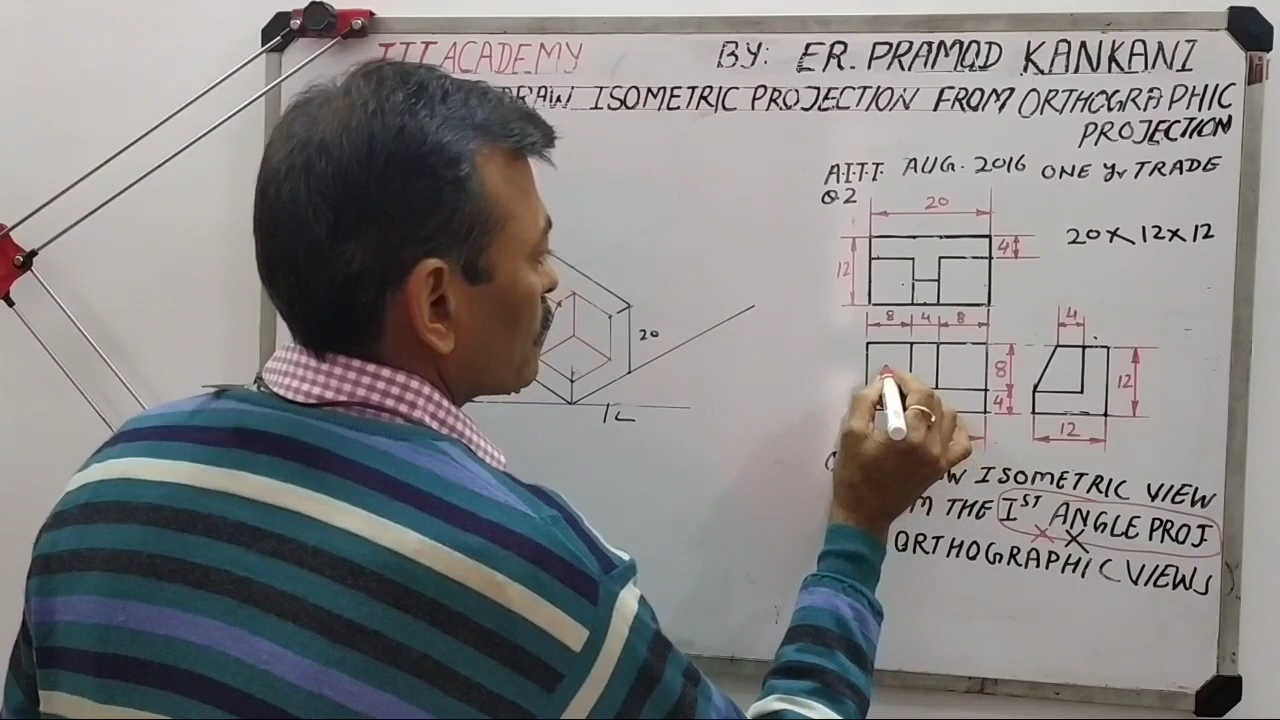 ITI ACADEMY BY: ER. PRAMOD KANKANI
DRAW ISOMETRIC PROJECTION FROM ORTHOGRAPHIC
PROJECTION
A.I.T.T. AUG. 2016 ONE Yr TRADE
Q2
20
20 X 12 X 12
4
12
8 4 8
4
20
8
12
4
12
ISOMETRIC VIEW
THE IST ANGLE PROJ
ORTHOGRAPHIC VIEWS